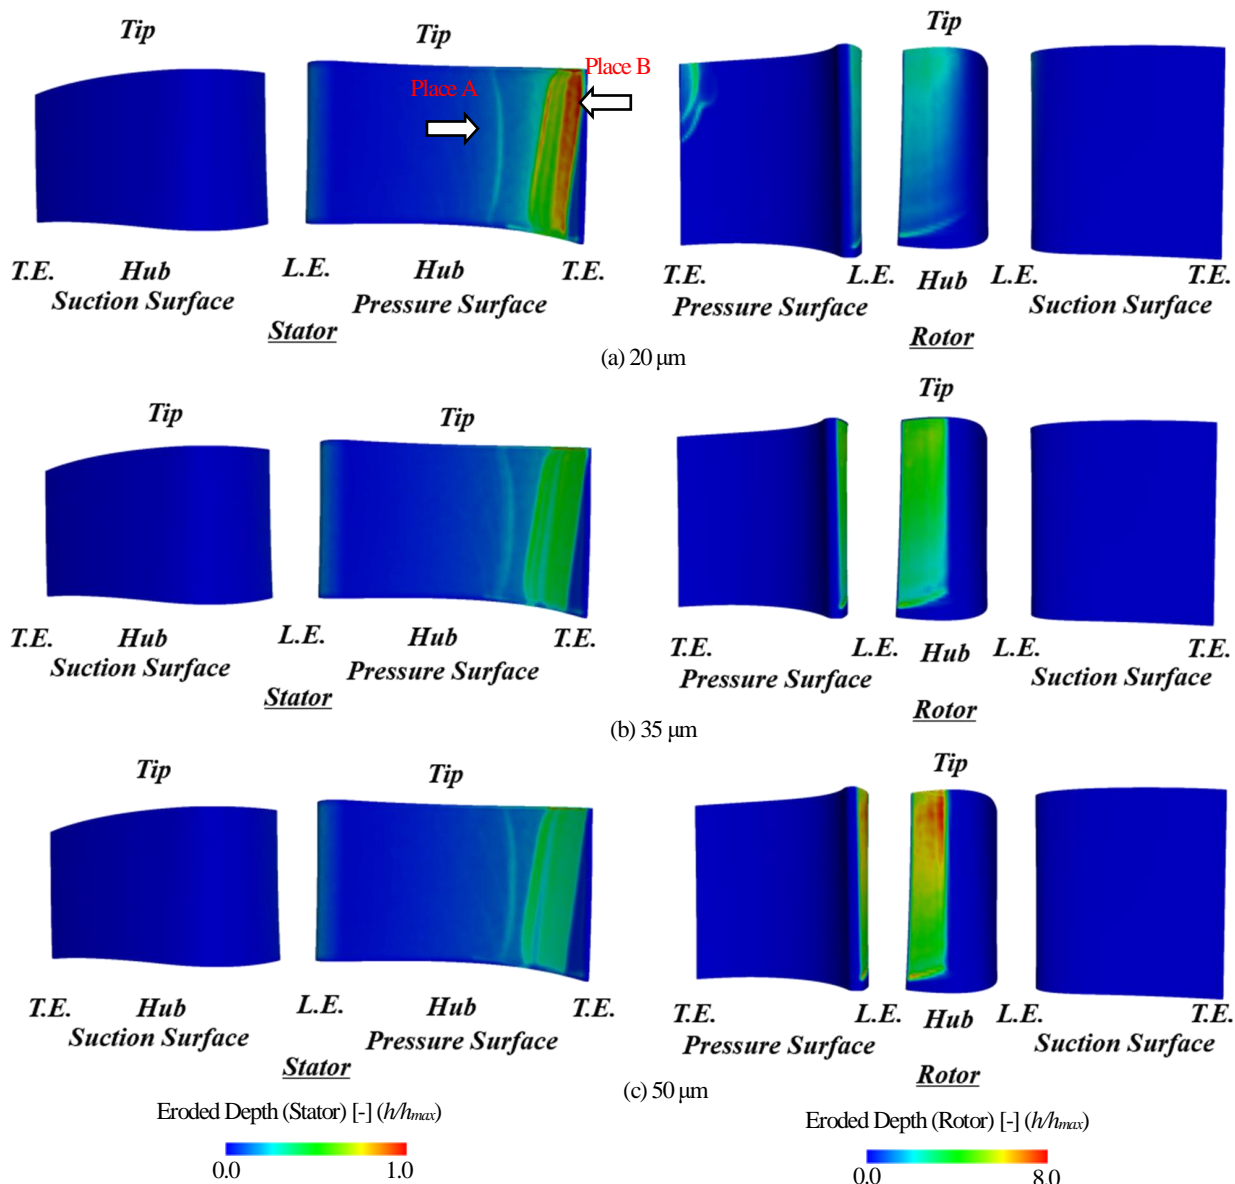 Tip
Tip
Tip
Place B
Place A
T.E.
Hub
L.E.
Hub
T.E.
T.E.
L.E.
Hub
L.E.
T.E.
Suction Surface
Pressure Surface
Pressure Surface
Suction Surface
Stator
Rotor
(a) 20 μm
Tip
Tip
Tip
T.E.
Hub
L.E.
Hub
T.E.
T.E.
L.E.
Hub
L.E.
T.E.
Suction Surface
Pressure Surface
Pressure Surface
Suction Surface
Stator
Rotor
(b) 35 μm
Tip
Tip
Tip
T.E.
Hub
L.E.
Hub
T.E.
T.E.
L.E.
Hub
L.E.
T.E.
Suction Surface
Pressure Surface
Pressure Surface
Suction Surface
Stator
Rotor
(c) 50 μm
Eroded Depth (Stator) [-] (h/hmax)
0.0
1.0
Eroded Depth (Rotor) [-] (h/hmax)
0.0
8.0